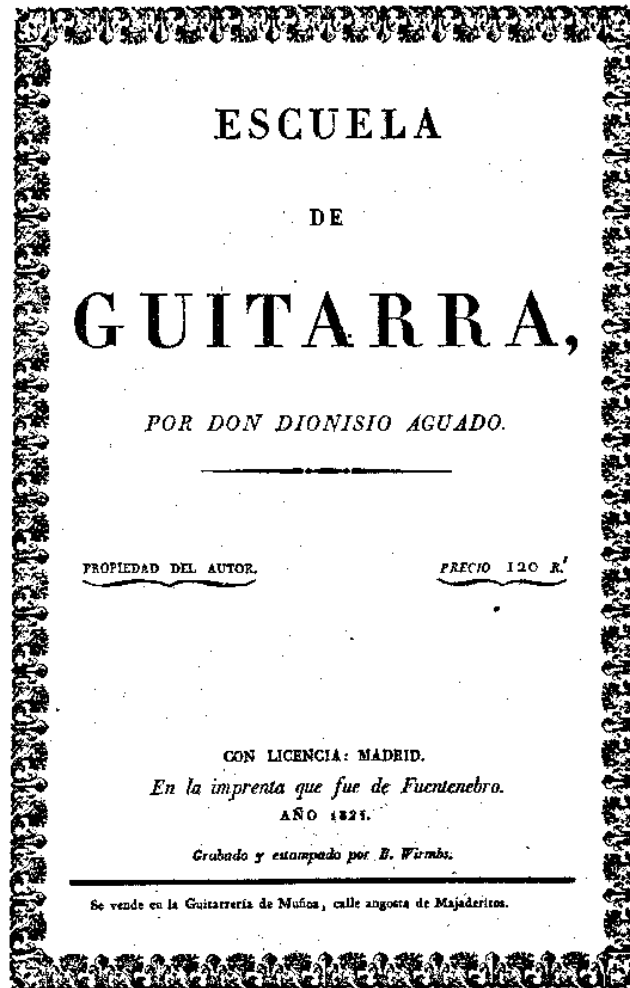 ESCUELA
DE
GUITARRA,
POR DON DIONISIO AGUADO.
PROPIEDAD DEL AUTOR.
PRECIO 120 R.ˢ
CON LICENCIA: MADRID.
En la imprenta que fue de Fuentenebro.
AÑO 1825.
Grabado y estampado por B. Wirmbs.
Se vende en la Guitarrería de Muñoa, calle angosta de Majaderitos.